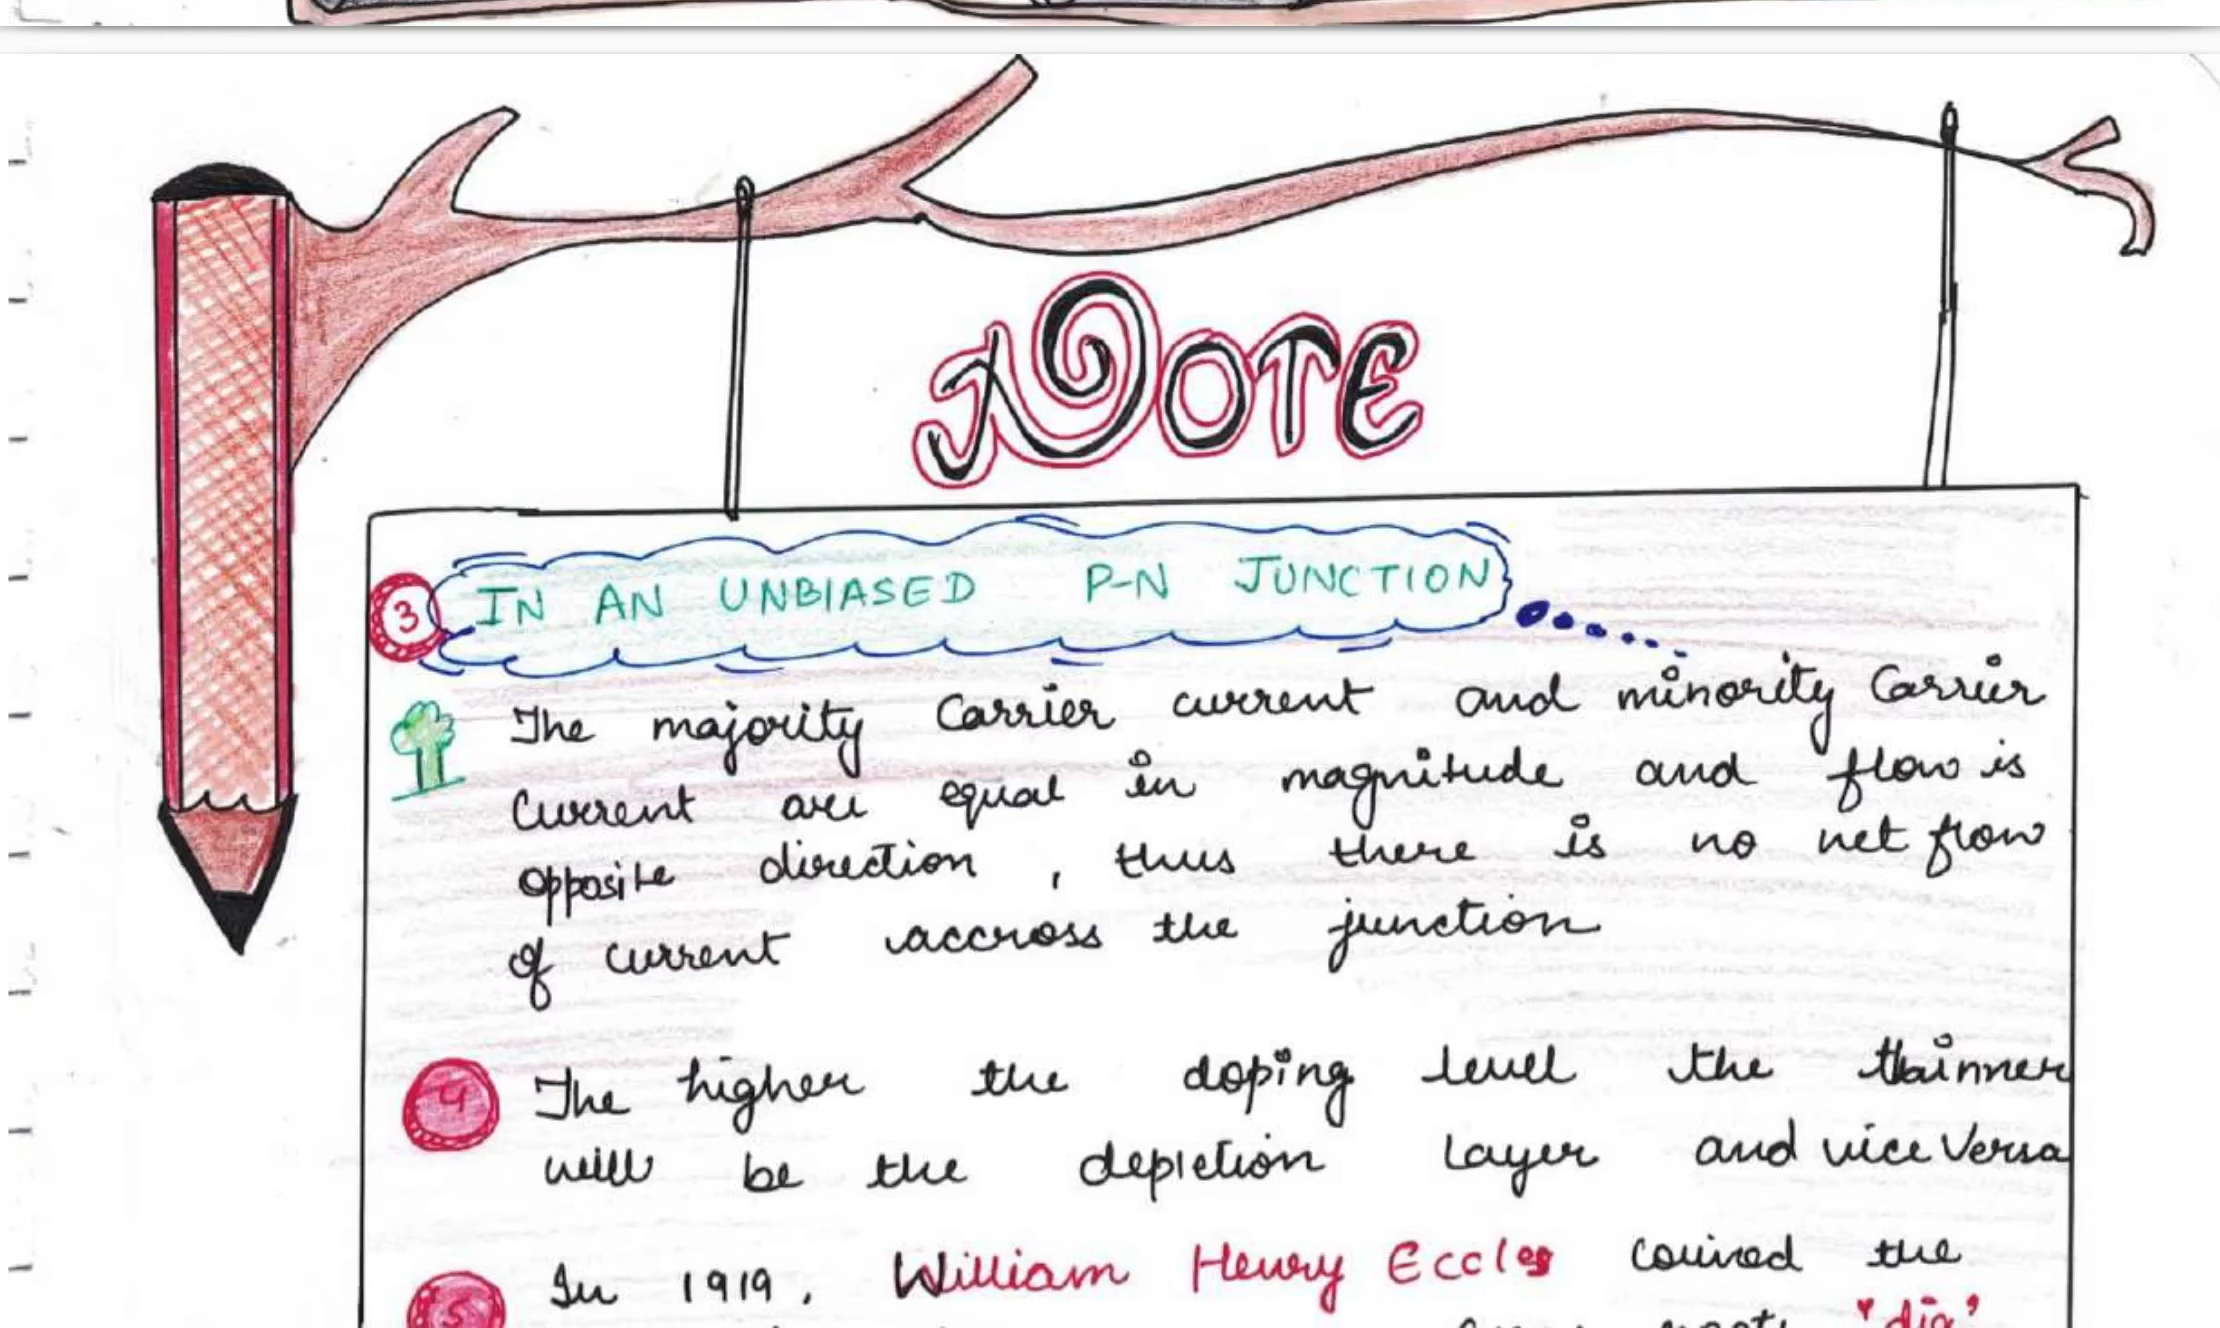 NOTE
3 IN AN UNBIASED P-N JUNCTION
The majority carrier current and minority carrier
current are equal in magnitude and flow is
opposite direction, thus there is no net flow
of current accross the junction
4 The higher the doping level the thinner
will be the depletion layer and vice versa
5 In 1919, William Henry Eccles coined the
"dia"